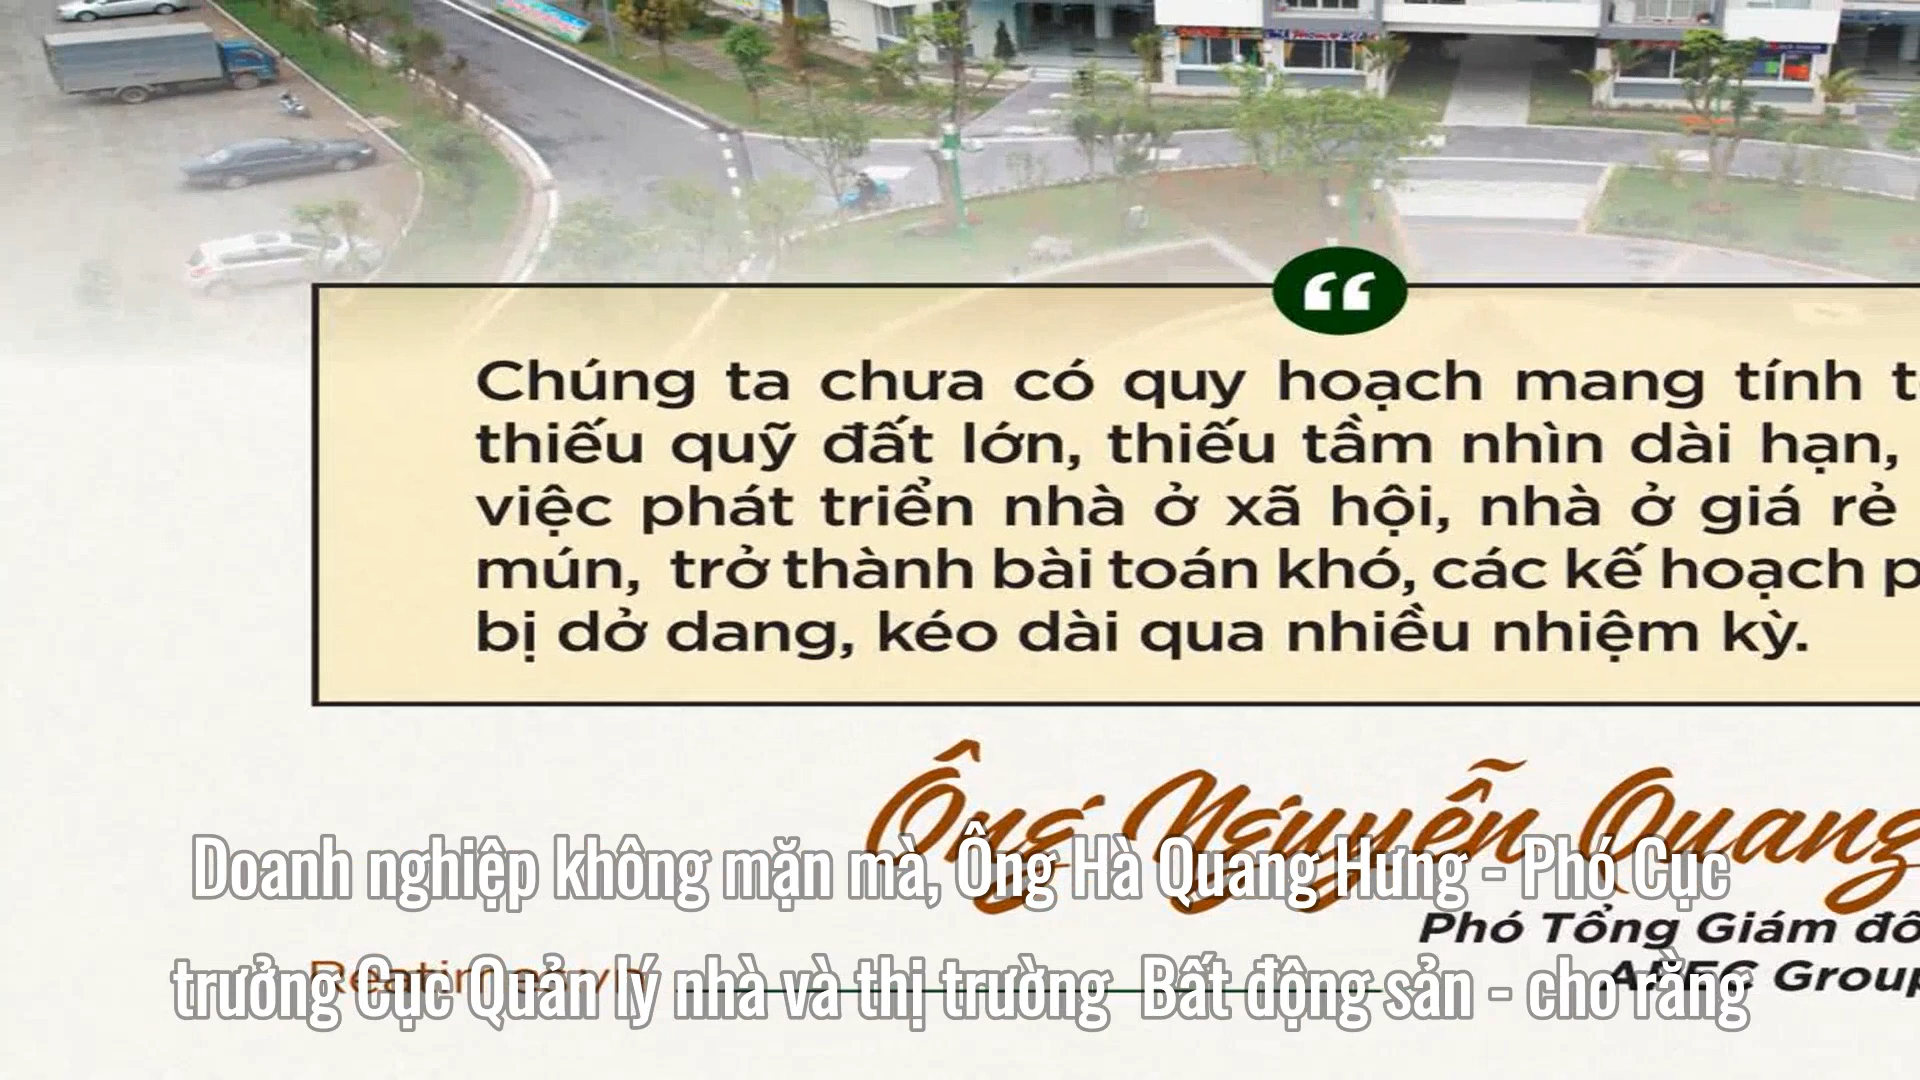 Chúng ta chưa có quy hoạch mang tính
thiếu quỹ đất lớn, thiếu tầm nhìn dài hạn,
việc phát triển nhà ở xã hội, nhà ở giá rẻ
mún, trở thành bài toán khó, các kế hoạch
bị dở dang, kéo dài qua nhiều nhiệm kỳ.
Ông Nguyễn Quang
Phó Tổng Giám
Group
Reatimes.vn
Doanh nghiệp không mặn mà, Ông Hà Quang Hưng - Phó Cục
trưởng Cục Quản lý nhà và thị trường Bất động sản - cho rằng